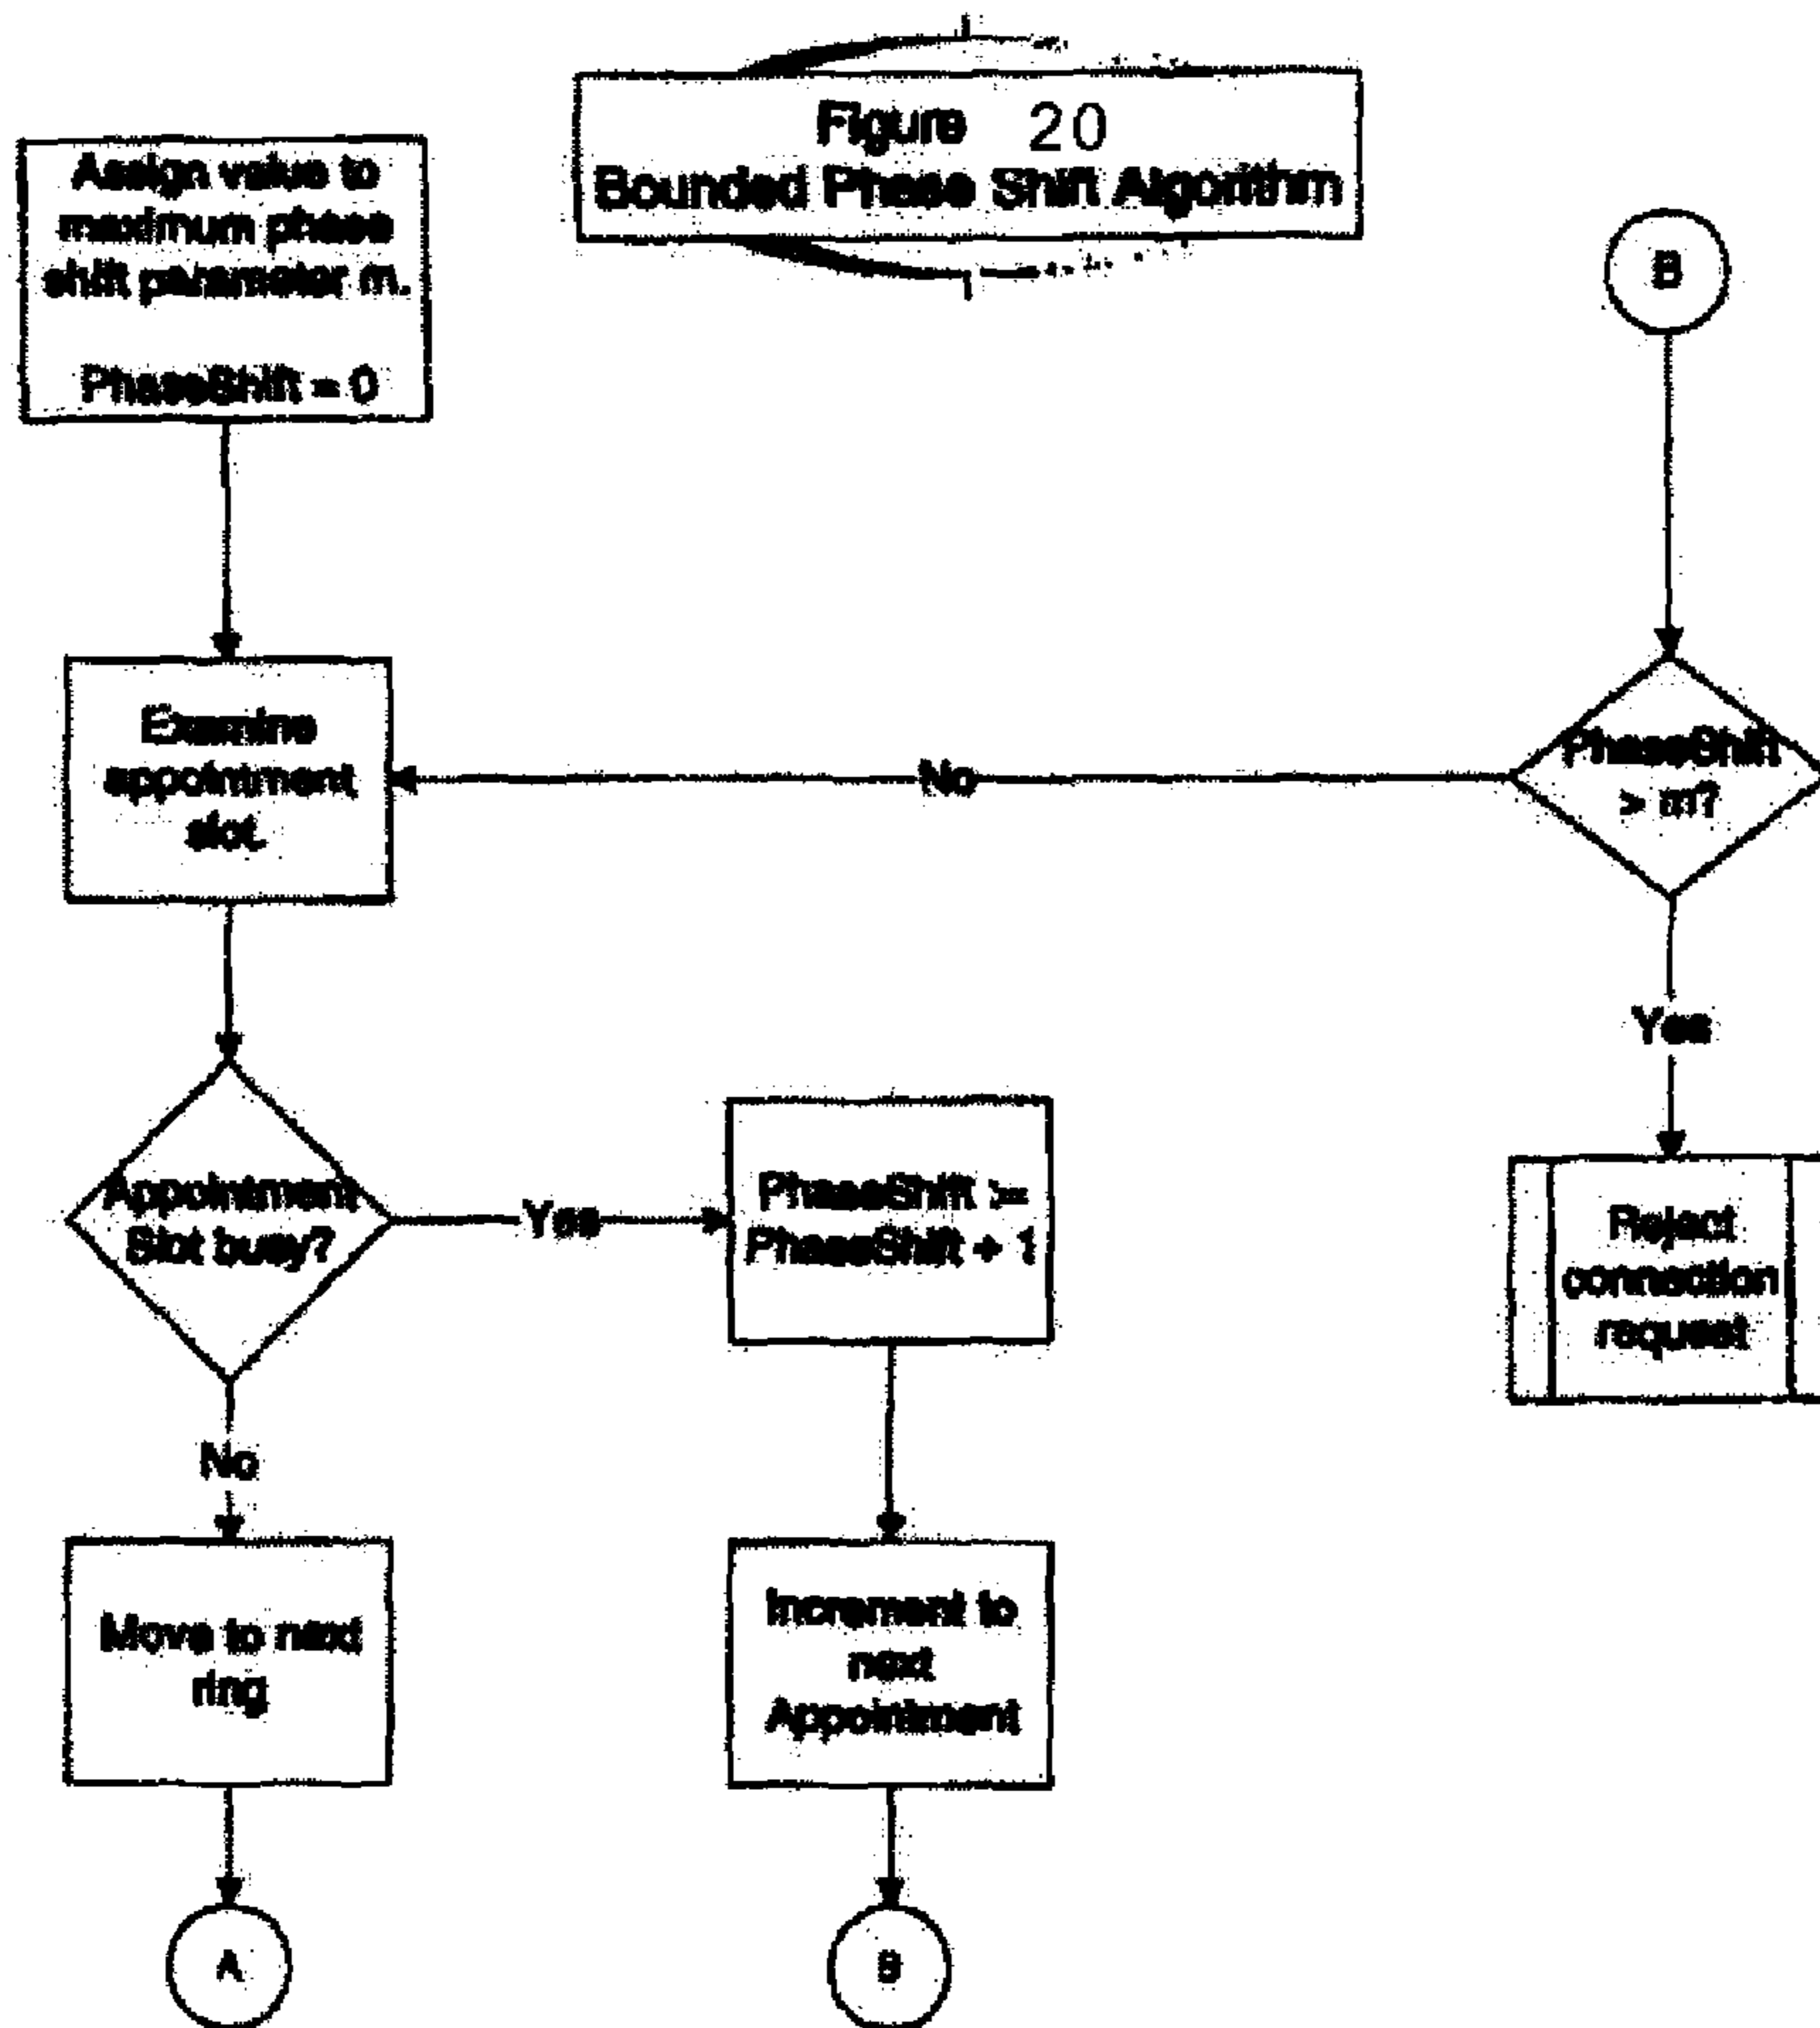 Figure 20
Bounded Phase Shift Algorithm
Assign value to
maximum phase
shift parameter m.
PhaseShift = 0
B
Examine
appointment
slot.
No
PhaseShift
> m?
Yes
Appointment
Slot busy?
Yes
PhaseShift :=
PhaseShift + 1
Reject
connection
request
No
Move to next
ring
Increment to
next
Appointment
A
B